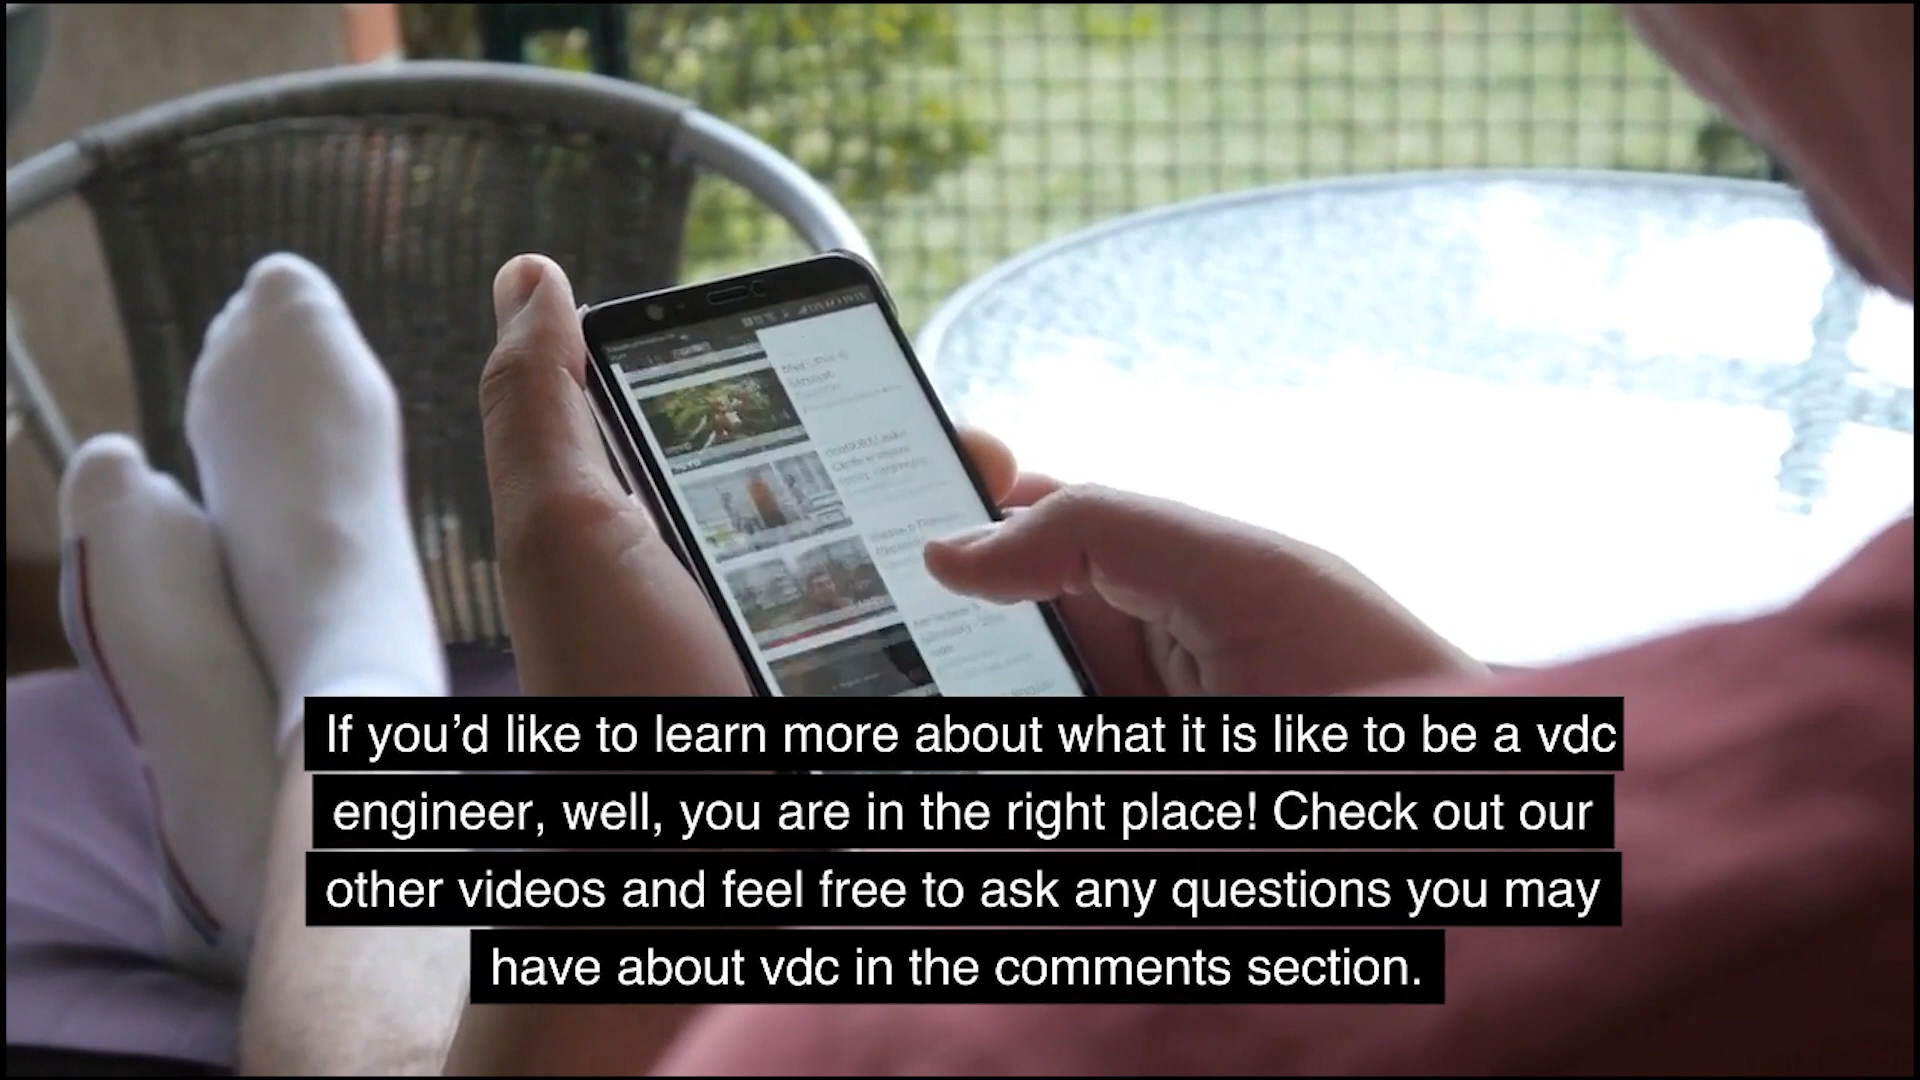 If you’d like to learn more about what it is like to be a vdc
engineer, well, you are in the right place! Check out our
other videos and feel free to ask any questions you may
have about vdc in the comments section.